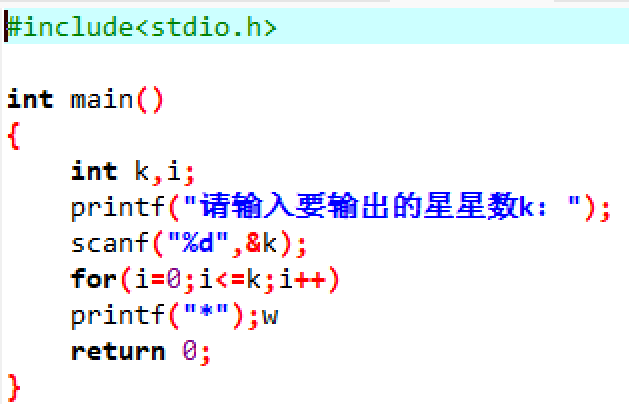 #include<stdio.h>
int main()
{
int k,i;
printf("请输入要输出的星星数k：");
scanf("%d",&k);
for(i=0;i<=k;i++)
printf("*");w
return 0;
}